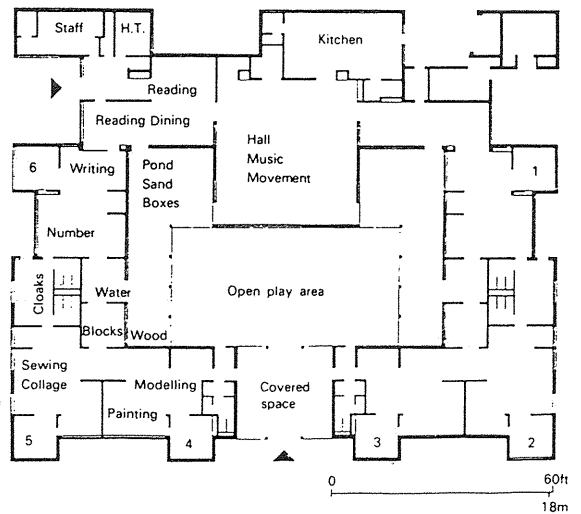 Staff
H.T.
Kitchen
Reading
Reading Dining
Hall
Music
Movement
6
Writing
Pond
Sand
Boxes
1
Number
Cloaks
Water
Open play area
Blocks
Wood
Sewing
Collage
Modelling
Covered
space
Painting
5
4
3
2
0
60ft
18m